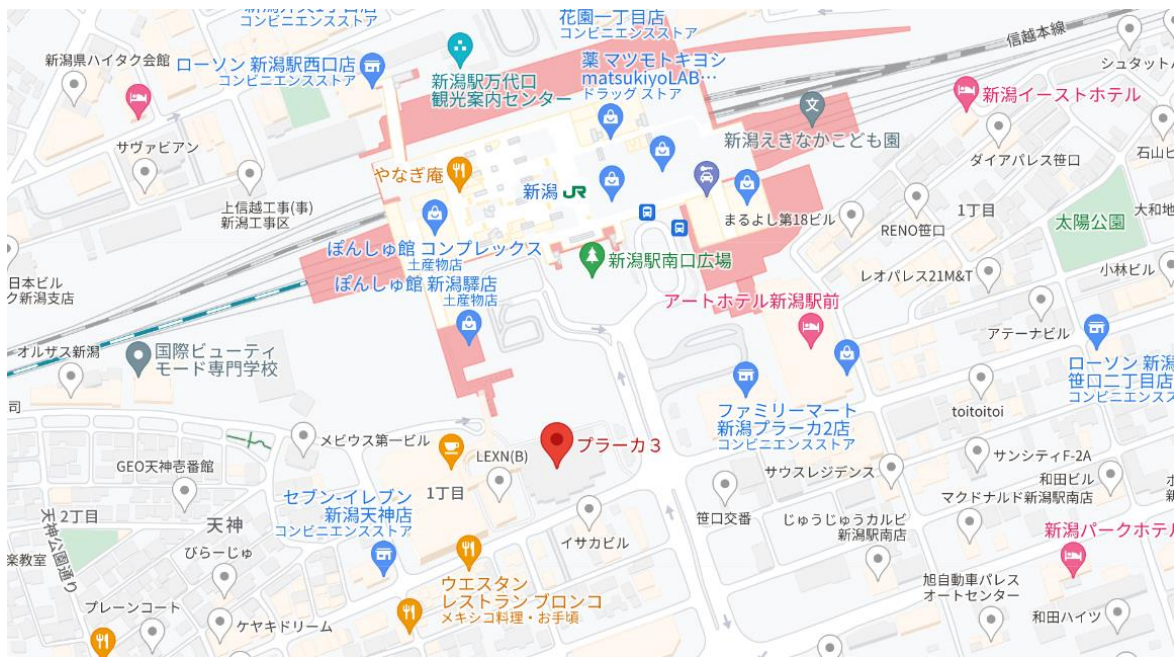 コンビニエンスストア
花園一丁目店
コンビニエンスストア
信越本線
シュタット
新潟県ハイタク会館
ローソン 新潟駅西口店
コンビニエンスストア
新潟駅万代口
観光案内センター
薬 マツモトキヨシ
matsukiyoLAB…
ドラッグ ストア
新潟イーストホテル
サヴァビアン
新潟えきなかこども園
ダイアパレス笹口
石山ビ
やなぎ庵
新潟 JR
上信越工事(事)
新潟工事区
まるよし第18ビル
RENO笹口
1丁目
大和地
太陽公園
ぽんしゅ館 コンプレックス
土産物店
新潟駅南口広場
日本ビル
ク新潟支店
ぽんしゅ館 新潟驛店
土産物店
レオパレス21M&T
小林ビル
アートホテル新潟駅前
アテーナビル
オルザス新潟
国際ビューティ
モード専門学校
ローソン 新潟
笹口二丁目店
コンビニエンスス
司
ファミリーマート
新潟プラーカ2店
コンビニエンスストア
toitoitoi
メビウス第一ビル
プラーカ３
GEO天神壱番館
LEXN(B)
サウスレジデンス
サンシティF-2A
1丁目
セブン-イレブン
新潟天神店
コンビニエンスストア
和田ビル
マクドナルド新潟駅南店
2丁目
天神
天神公園通り
笹口交番
じゅうじゅうカルビ
新潟駅南店
イサカビル
新潟パークホテル
楽教室
びらーじゅ
ウエスタン
レストラン ブロンコ
メキシコ料理・お手頃
旭自動車パレス
オートセンター
プレーンコート
ケヤキドリーム
和田ハイツ